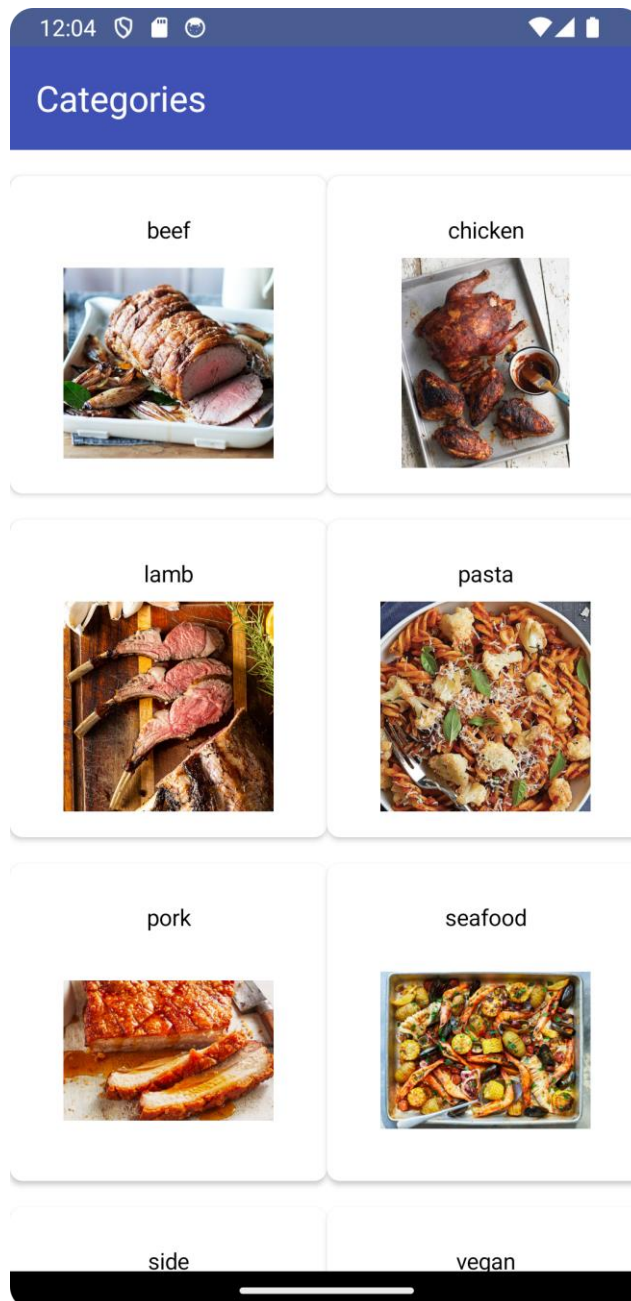 12:04
Categories
beef
chicken
lamb
pasta
pork
seafood
side
vegan